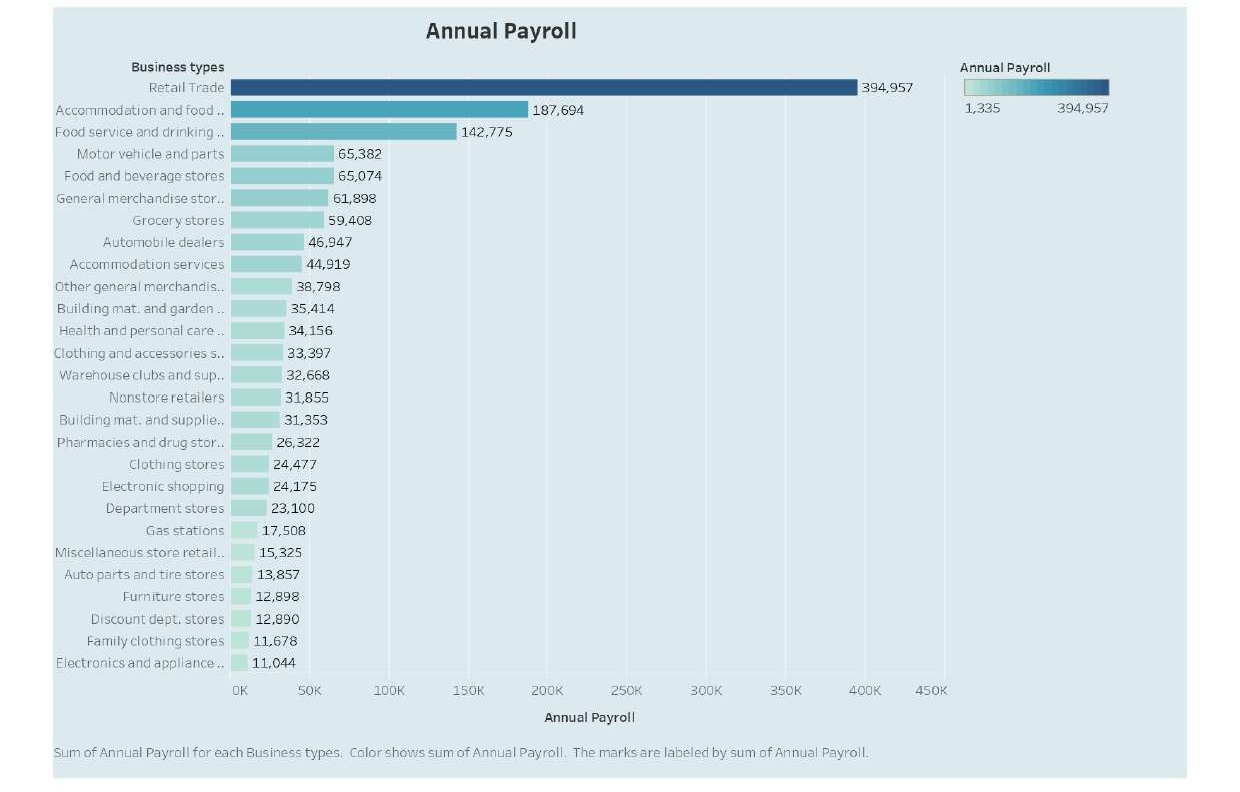 Annual Payroll
Business types
Annual Payroll
1,335 394,957
Retail Trade 394,957
Accommodation and food .. 187,694
Food service and drinking .. 142,775
Motor vehicle and parts 65,382
Food and beverage stores 65,074
General merchandise stor.. 61,898
Grocery stores 59,408
Automobile dealers 46,947
Accommodation services 44,919
Other general merchandis.. 38,798
Building mat. and garden .. 35,414
Health and personal care .. 34,156
Clothing and accessories s.. 33,397
Warehouse clubs and sup.. 32,668
Nonstore retailers 31,855
Building mat. and supplie.. 31,353
Pharmacies and drug stor.. 26,322
Clothing stores 24,477
Electronic shopping 24,175
Department stores 23,100
Gas stations 17,508
Miscellaneous store retail.. 15,325
Auto parts and tire stores 13,857
Furniture stores 12,898
Discount dept. stores 12,890
Family clothing stores 11,678
Electronics and appliance .. 11,044
0K 50K 100K 150K 200K 250K 300K 350K 400K 450K
Annual Payroll
Sum of Annual Payroll for each Business types. Color shows sum of Annual Payroll. The marks are labeled by sum of Annual Payroll.